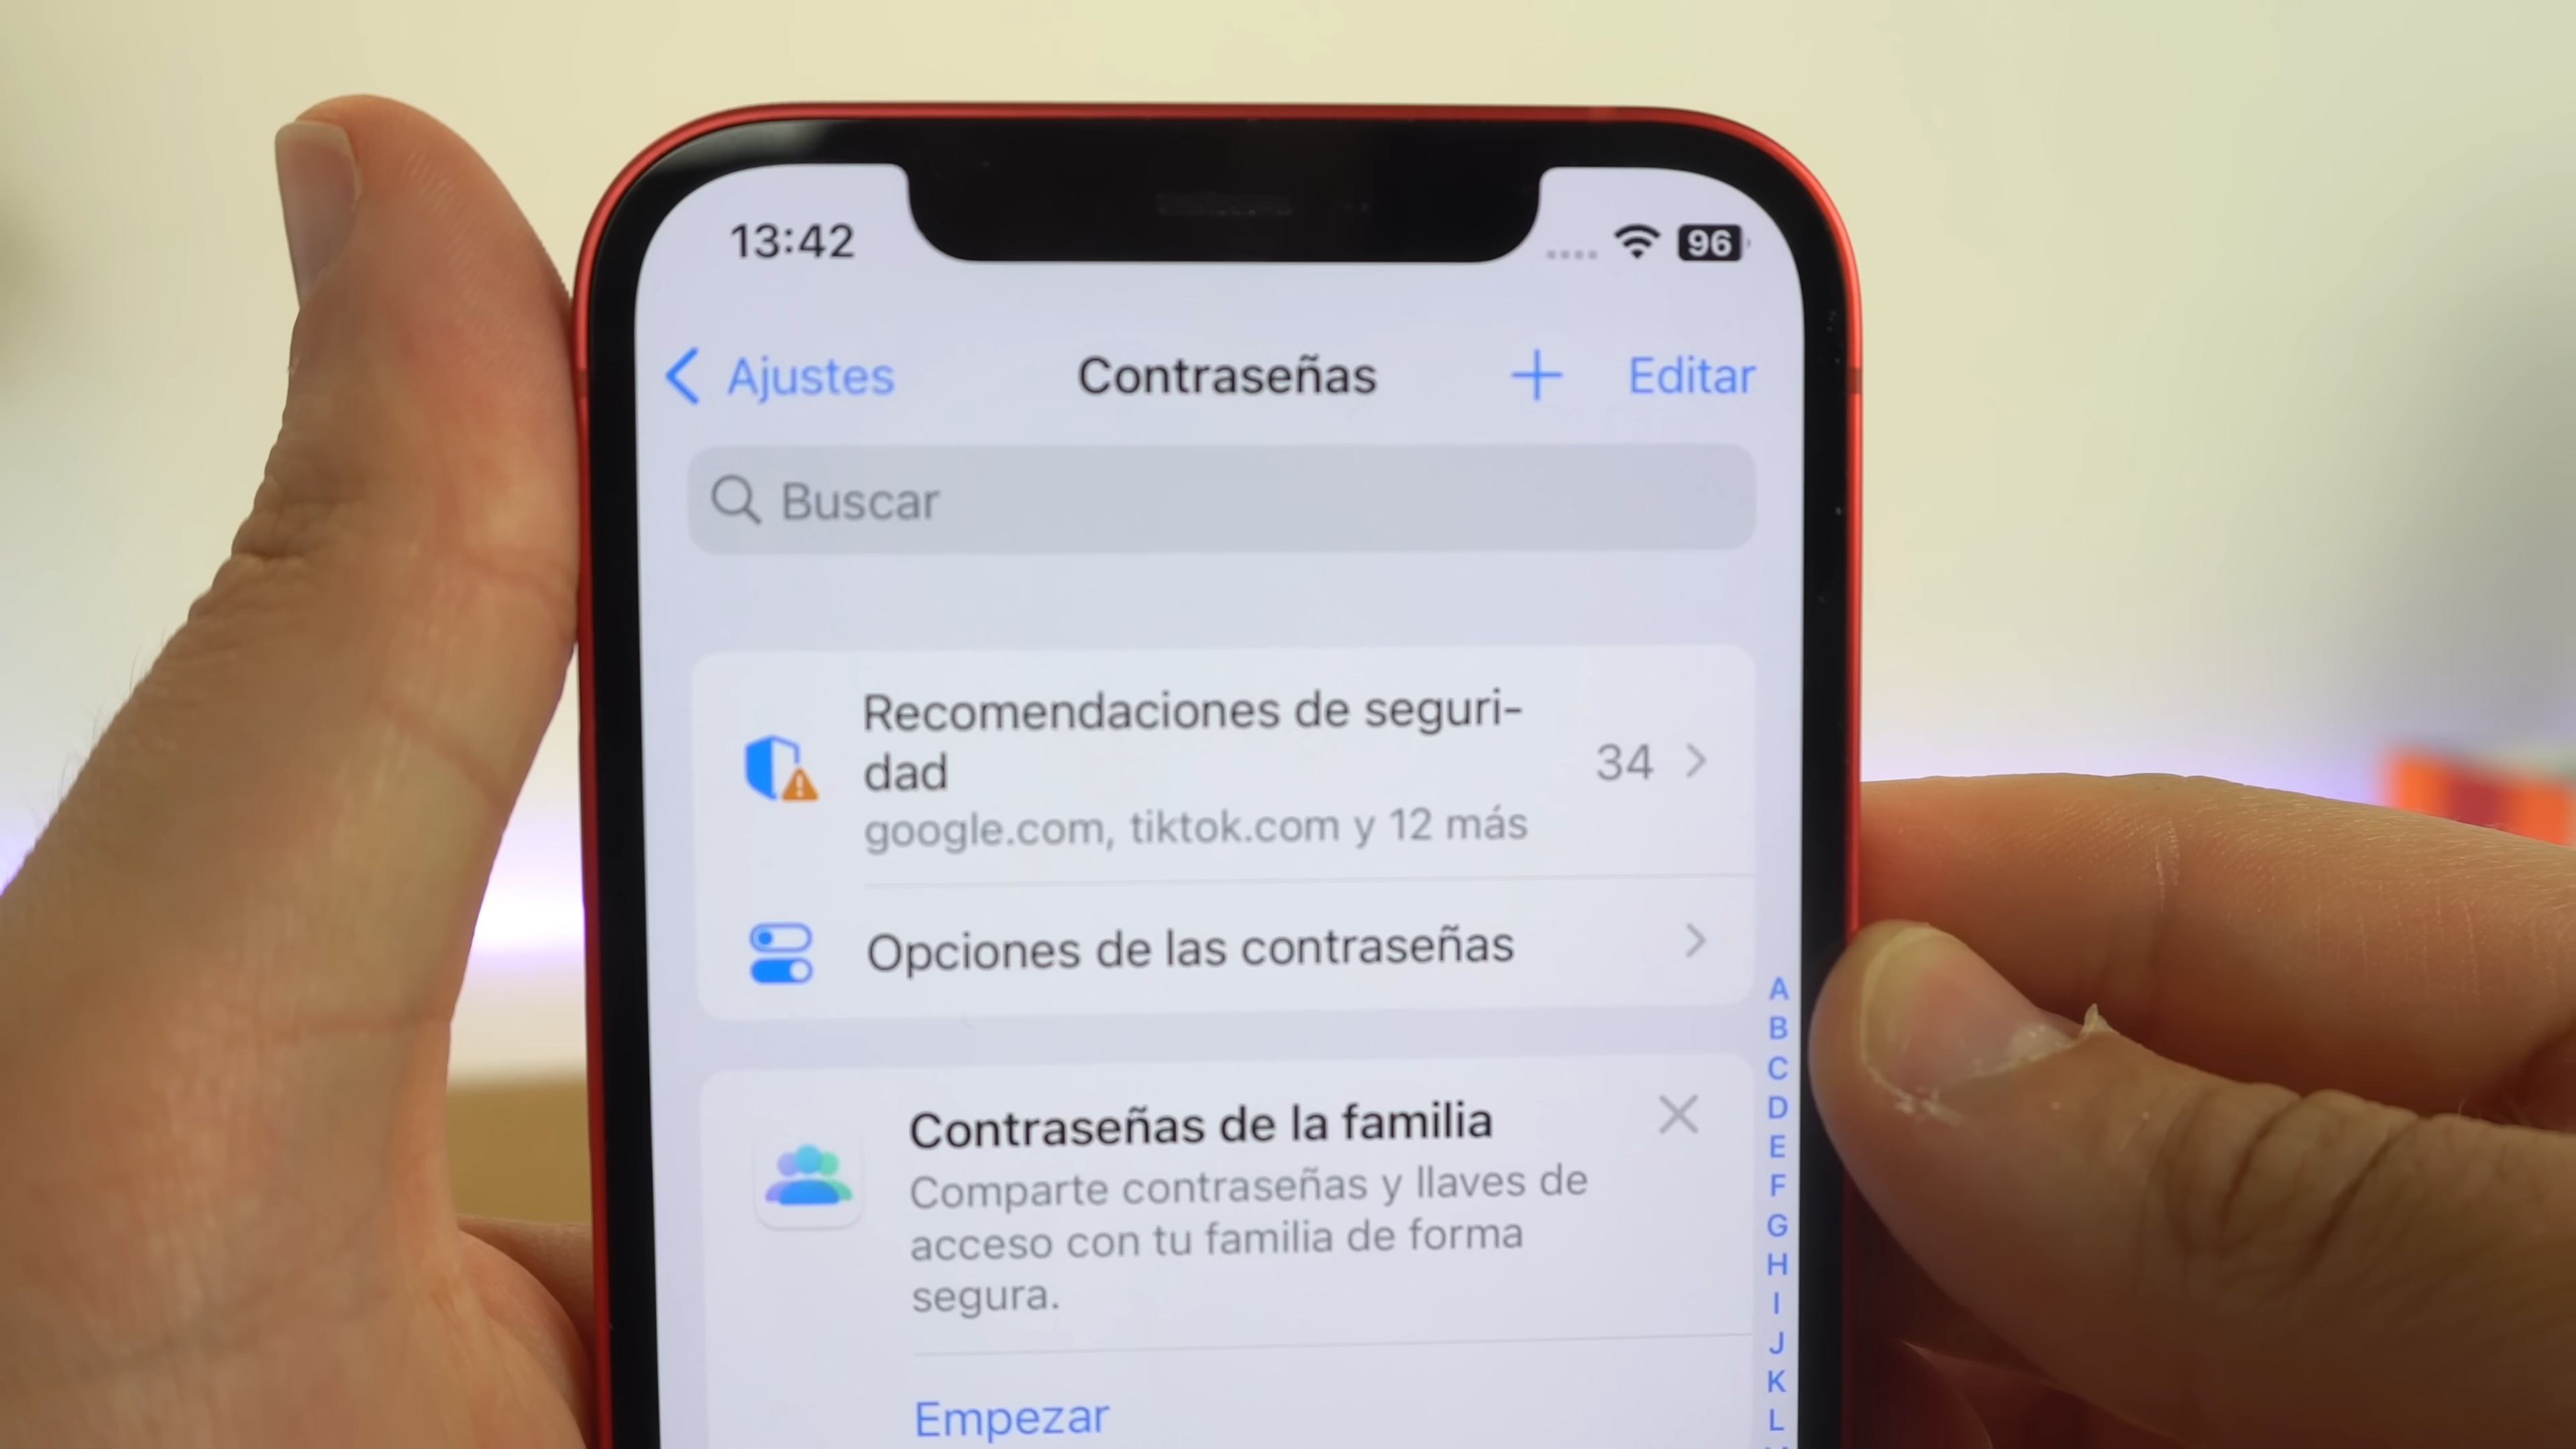 13:42
96
Ajustes
Contraseñas
+
Editar
Buscar
Recomendaciones de seguri-
dad
34
google.com, tiktok.com y 12 más
Opciones de las contraseñas
Contraseñas de la familia
Comparte contraseñas y llaves de
acceso con tu familia de forma
segura.
Empezar
A
B
C
D
E
F
G
H
I
J
K
L